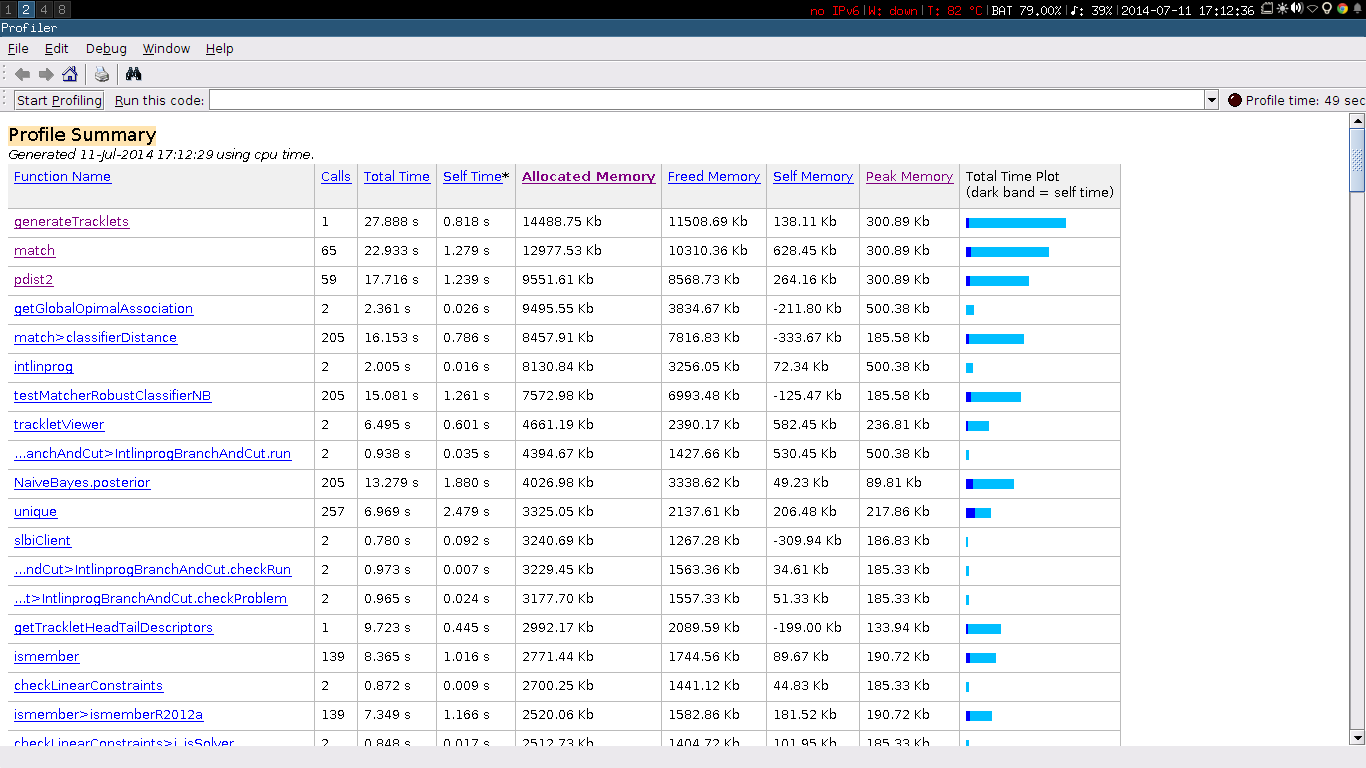 1 2 4 8 no IPv6|W: down|T: 82 °C|BAT 79.00%|♪: 39%|2014-07-11 17:12:36
Profiler
File Edit Debug Window Help
Start Profiling Run this code: Profile time: 49 sec
Profile Summary
Generated 11-Jul-2014 17:12:29 using cpu time.
Function Name Calls Total Time Self Time* Allocated Memory Freed Memory Self Memory Peak Memory Total Time Plot
(dark band = self time)
generateTracklets 1 27.888 s 0.818 s 14488.75 Kb 11508.69 Kb 138.11 Kb 300.89 Kb
match 65 22.933 s 1.279 s 12977.53 Kb 10310.36 Kb 628.45 Kb 300.89 Kb
pdist2 59 17.716 s 1.239 s 9551.61 Kb 8568.73 Kb 264.16 Kb 300.89 Kb
getGlobalOpimalAssociation 2 2.361 s 0.026 s 9495.55 Kb 3834.67 Kb -211.80 Kb 500.38 Kb
match>classifierDistance 205 16.153 s 0.786 s 8457.91 Kb 7816.83 Kb -333.67 Kb 185.58 Kb
intlinprog 2 2.005 s 0.016 s 8130.84 Kb 3256.05 Kb 72.34 Kb 500.38 Kb
testMatcherRobustClassifierNB 205 15.081 s 1.261 s 7572.98 Kb 6993.48 Kb -125.47 Kb 185.58 Kb
trackletViewer 2 6.495 s 0.601 s 4661.19 Kb 2390.17 Kb 582.45 Kb 236.81 Kb
...anchAndCut>IntlinprogBranchAndCut.run 2 0.938 s 0.035 s 4394.67 Kb 1427.66 Kb 530.45 Kb 500.38 Kb
NaiveBayes.posterior 205 13.279 s 1.880 s 4026.98 Kb 3338.62 Kb 49.23 Kb 89.81 Kb
unique 257 6.969 s 2.479 s 3325.05 Kb 2137.61 Kb 206.48 Kb 217.86 Kb
slbiClient 2 0.780 s 0.092 s 3240.69 Kb 1267.28 Kb -309.94 Kb 186.83 Kb
...ndCut>IntlinprogBranchAndCut.checkRun 2 0.973 s 0.007 s 3229.45 Kb 1563.36 Kb 34.61 Kb 185.33 Kb
...t>IntlinprogBranchAndCut.checkProblem 2 0.965 s 0.024 s 3177.70 Kb 1557.33 Kb 51.33 Kb 185.33 Kb
getTrackletHeadTailDescriptors 1 9.723 s 0.445 s 2992.17 Kb 2089.59 Kb -199.00 Kb 133.94 Kb
ismember 139 8.365 s 1.016 s 2771.44 Kb 1744.56 Kb 89.67 Kb 190.72 Kb
checkLinearConstraints 2 0.872 s 0.009 s 2700.25 Kb 1441.12 Kb 44.83 Kb 185.33 Kb
ismember>ismemberR2012a 139 7.349 s 1.166 s 2520.06 Kb 1582.86 Kb 181.52 Kb 190.72 Kb
checkLinearConstraints>i_isSolver 2 0.848 s 0.017 s 2512.73 Kb 1404.72 Kb 101.95 Kb 185.33 Kb